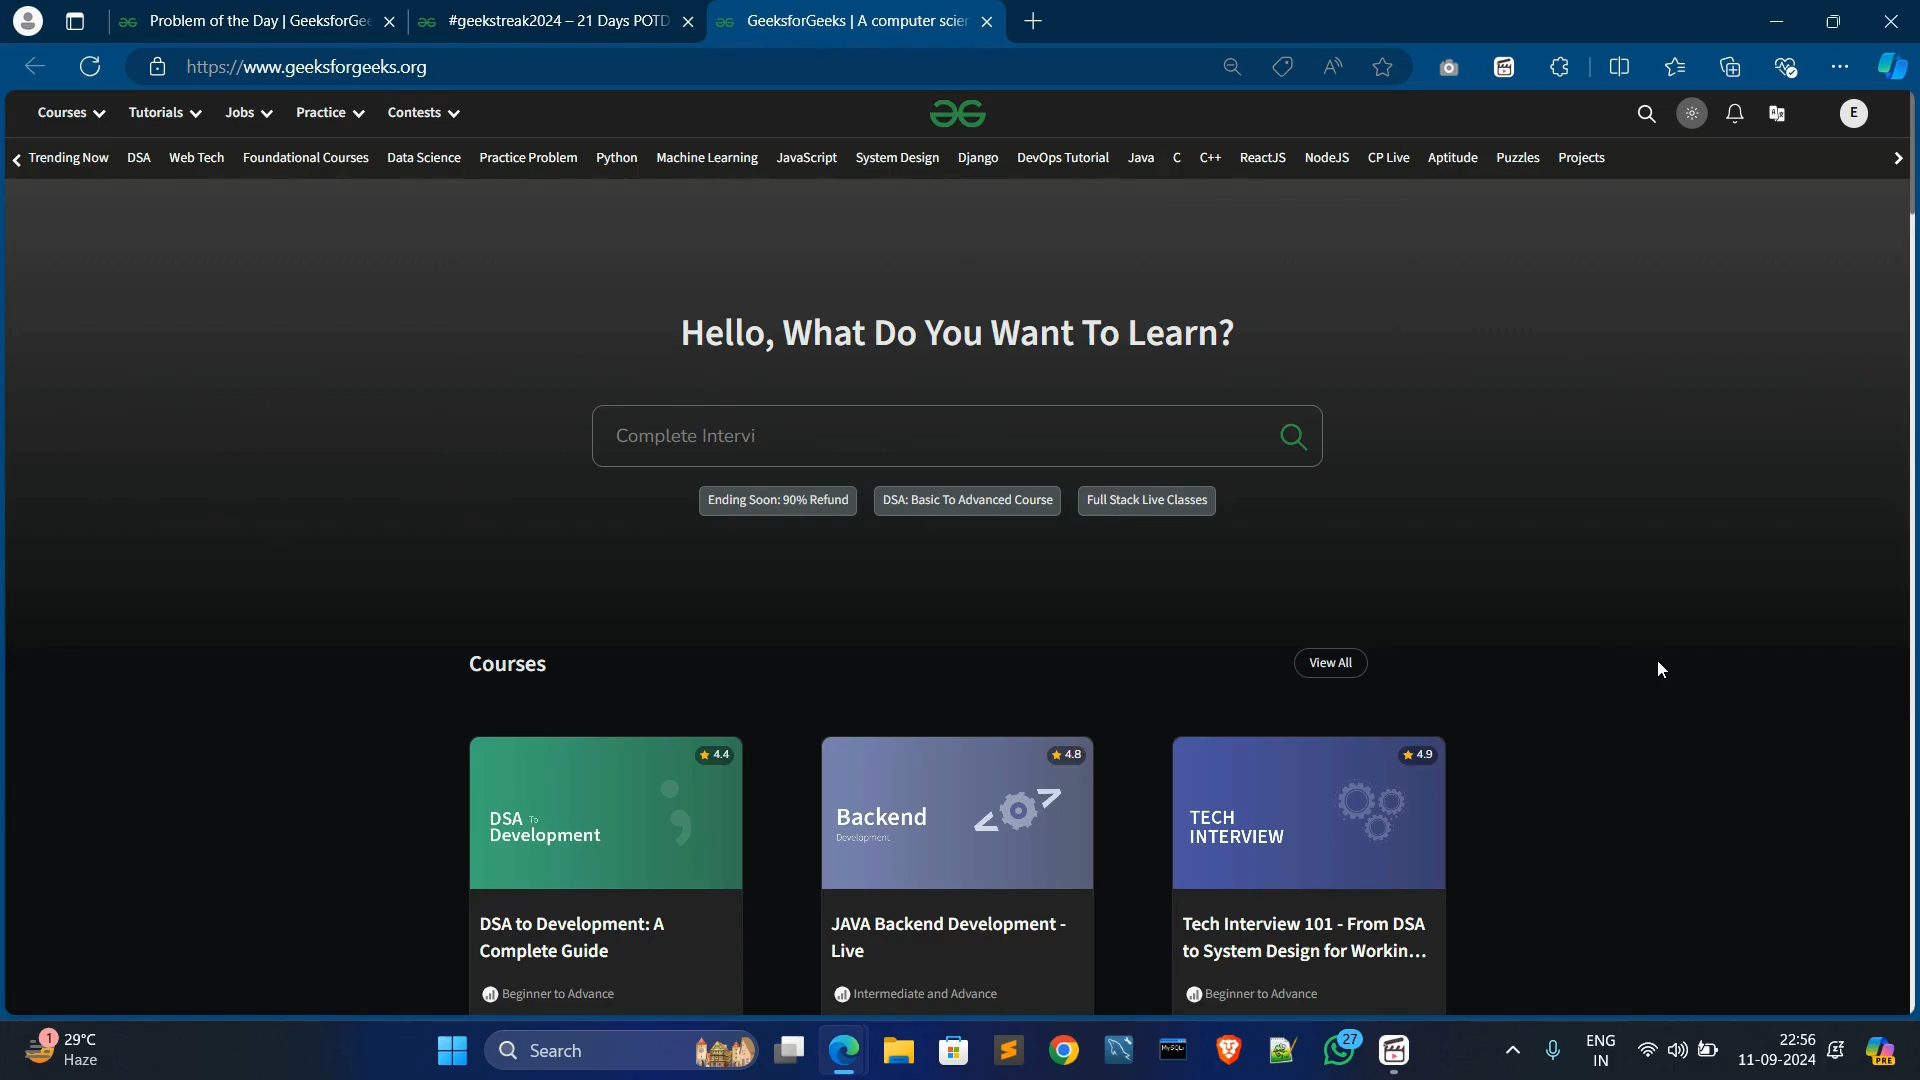 Problem of the Day | GeeksforGee
#geekstreak2024 – 21 Days POTD
GeeksforGeeks | A computer scien
https://www.geeksforgeeks.org
Courses
Tutorials
Jobs
Practice
Contests
E
Trending Now
DSA
Web Tech
Foundational Courses
Data Science
Practice Problem
Python
Machine Learning
JavaScript
System Design
Django
DevOps Tutorial
Java
C
C++
ReactJS
NodeJS
CP Live
Aptitude
Puzzles
Projects
Hello, What Do You Want To Learn?
Complete Intervi
Ending Soon: 90% Refund
DSA: Basic To Advanced Course
Full Stack Live Classes
Courses
View All
4.4
DSA To
Development
DSA to Development: A
Complete Guide
Beginner to Advance
4.8
Backend
Development
JAVA Backend Development -
Live
Intermediate and Advance
4.9
TECH
INTERVIEW
Tech Interview 101 - From DSA
to System Design for Workin...
Beginner to Advance
1
29°C
Haze
Search
27
ENG
IN
22:56
11-09-2024
PRE